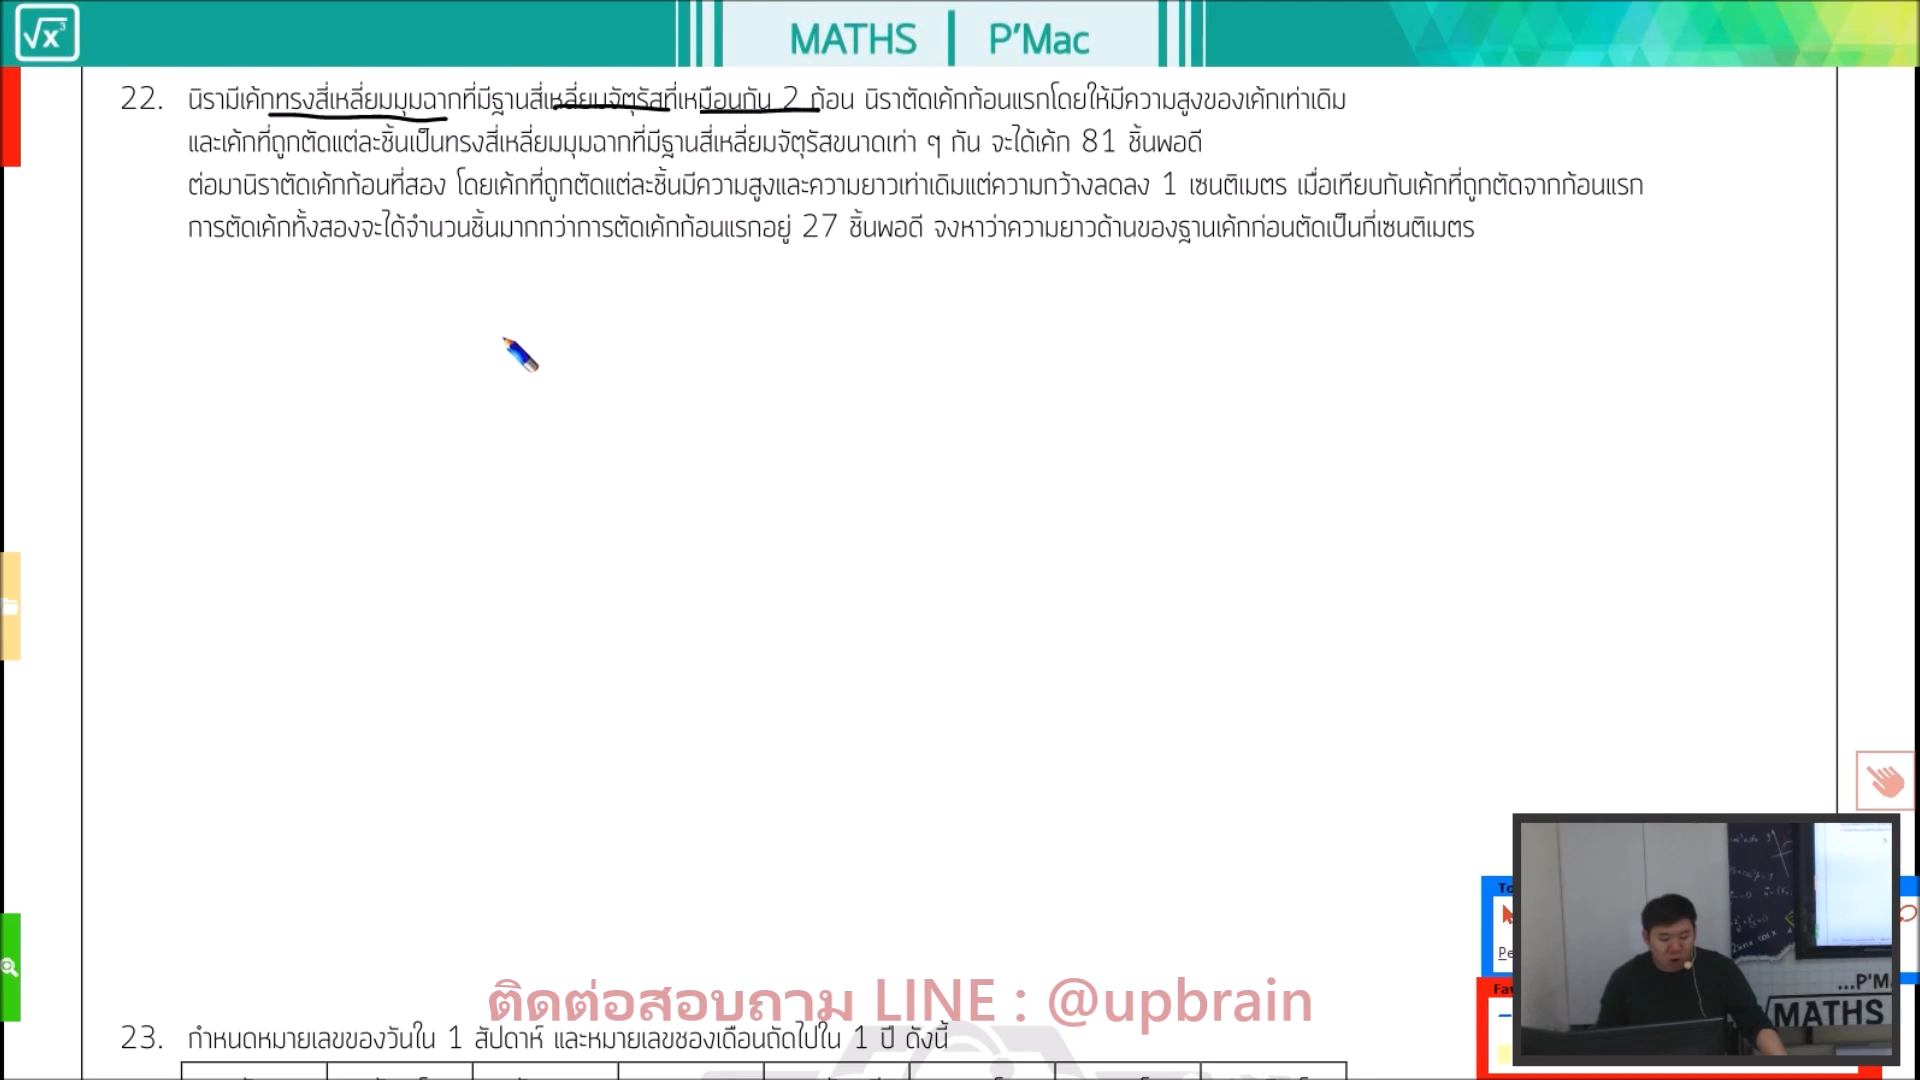 √x³
MATHS | P'Mac
22. นิรามีเค้กทรงสี่เหลี่ยมมุมฉากที่มีฐานสี่เหลี่ยมจัตุรัสที่เหมือนกัน 2 ก้อน นิราตัดเค้กก้อนแรกโดยให้มีความสูงของเค้กเท่าเดิม
และเค้กที่ถูกตัดแต่ละชิ้นเป็นทรงสี่เหลี่ยมมุมฉากที่มีฐานสี่เหลี่ยมจัตุรัสขนาดเท่า ๆ กัน จะได้เค้ก 81 ชิ้นพอดี
ต่อมานิราตัดเค้กก้อนที่สอง โดยเค้กที่ถูกตัดแต่ละชิ้นมีความสูงและความยาวเท่าเดิมแต่ความกว้างลดลง 1 เซนติเมตร เมื่อเทียบกับเค้กที่ถูกตัดจากก้อนแรก
การตัดเค้กทั้งสองจะได้จำนวนชิ้นมากกว่าการตัดเค้กก้อนแรกอยู่ 27 ชิ้นพอดี จงหาว่าความยาวด้านของฐานเค้กก่อนตัดเป็นกี่เซนติเมตร
To
Pe
Fav
...P'M
MATHS
ติดต่อสอบถาม LINE : @upbrain
23. กำหนดหมายเลขของวันใน 1 สัปดาห์ และหมายเลขของเดือนถัดไปใน 1 ปี ดังนี้